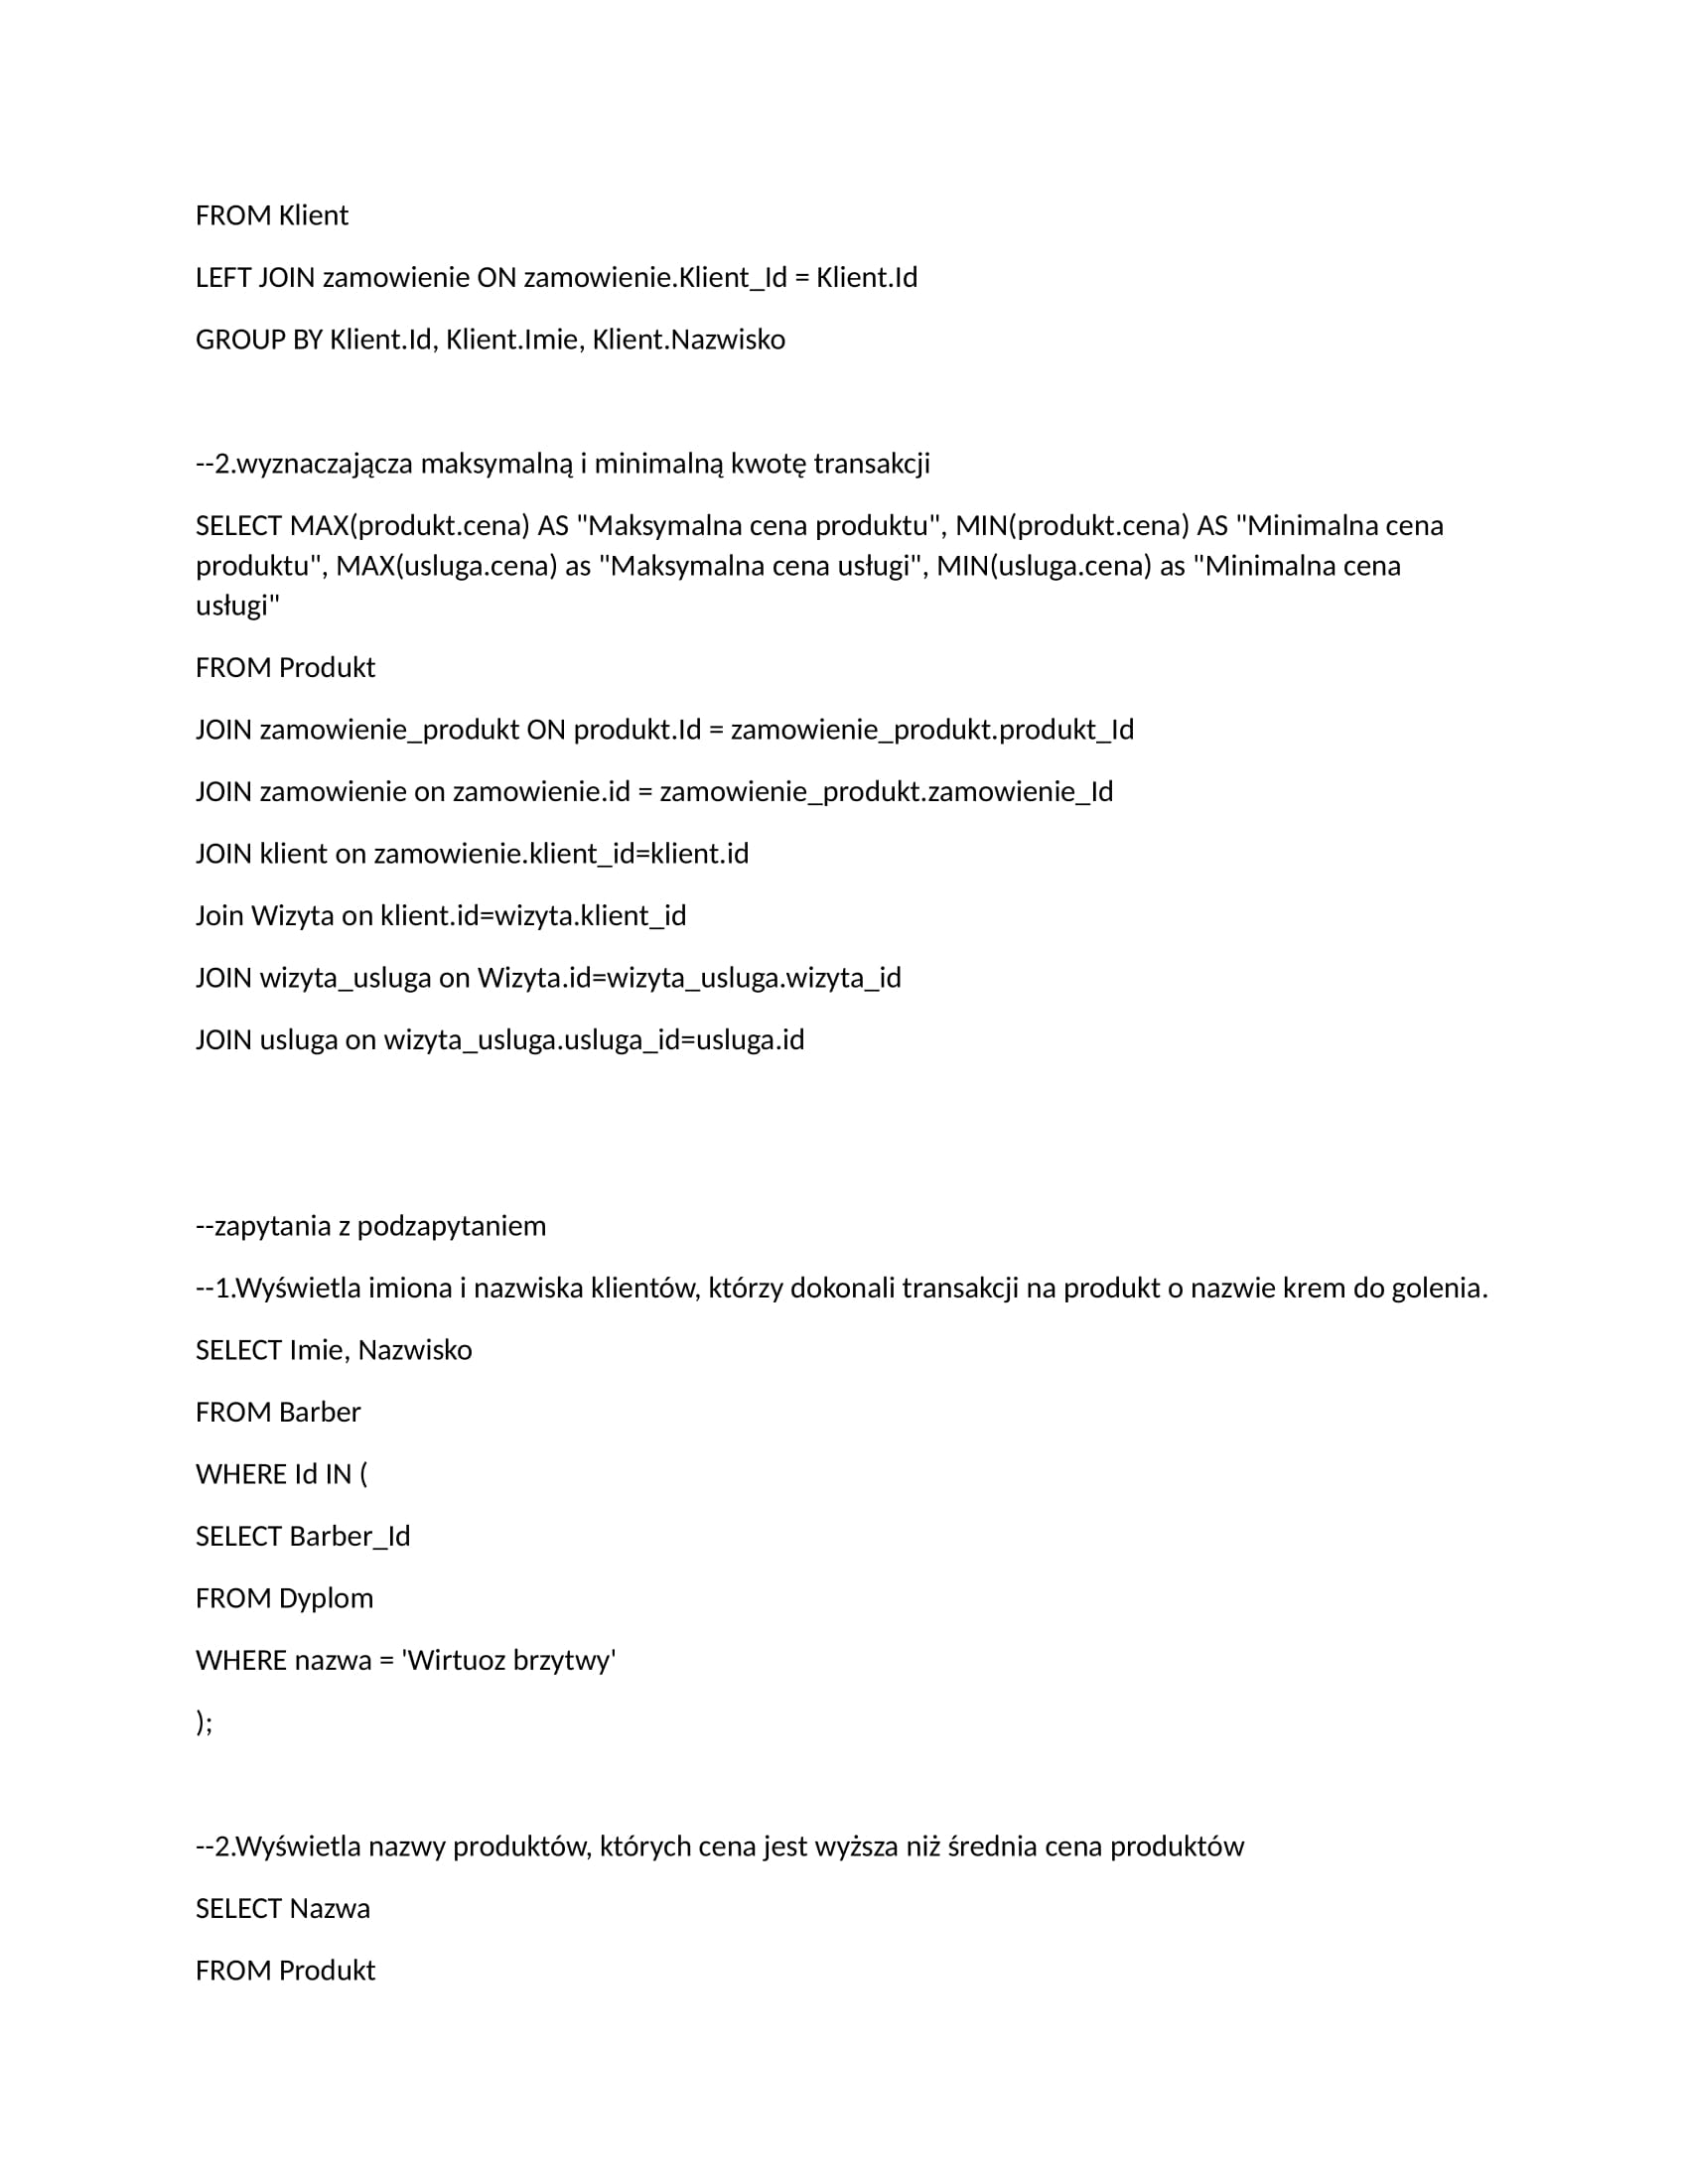 FROM Klient
LEFT JOIN zamowienie ON zamowienie.Klient_Id = Klient.Id
GROUP BY Klient.Id, Klient.Imie, Klient.Nazwisko
--2.wyznaczającza maksymalną i minimalną kwotę transakcji
SELECT MAX(produkt.cena) AS "Maksymalna cena produktu", MIN(produkt.cena) AS "Minimalna cena
produktu", MAX(usluga.cena) as "Maksymalna cena usługi", MIN(usluga.cena) as "Minimalna cena
usługi"
FROM Produkt
JOIN zamowienie_produkt ON produkt.Id = zamowienie_produkt.produkt_Id
JOIN zamowienie on zamowienie.id = zamowienie_produkt.zamowienie_Id
JOIN klient on zamowienie.klient_id=klient.id
Join Wizyta on klient.id=wizyta.klient_id
JOIN wizyta_usluga on Wizyta.id=wizyta_usluga.wizyta_id
JOIN usluga on wizyta_usluga.usluga_id=usluga.id
--zapytania z podzapytaniem
--1.Wyświetla imiona i nazwiska klientów, którzy dokonali transakcji na produkt o nazwie krem do golenia.
SELECT Imie, Nazwisko
FROM Barber
WHERE Id IN (
SELECT Barber_Id
FROM Dyplom
WHERE nazwa = 'Wirtuoz brzytwy'
);
--2.Wyświetla nazwy produktów, których cena jest wyższa niż średnia cena produktów
SELECT Nazwa
FROM Produkt